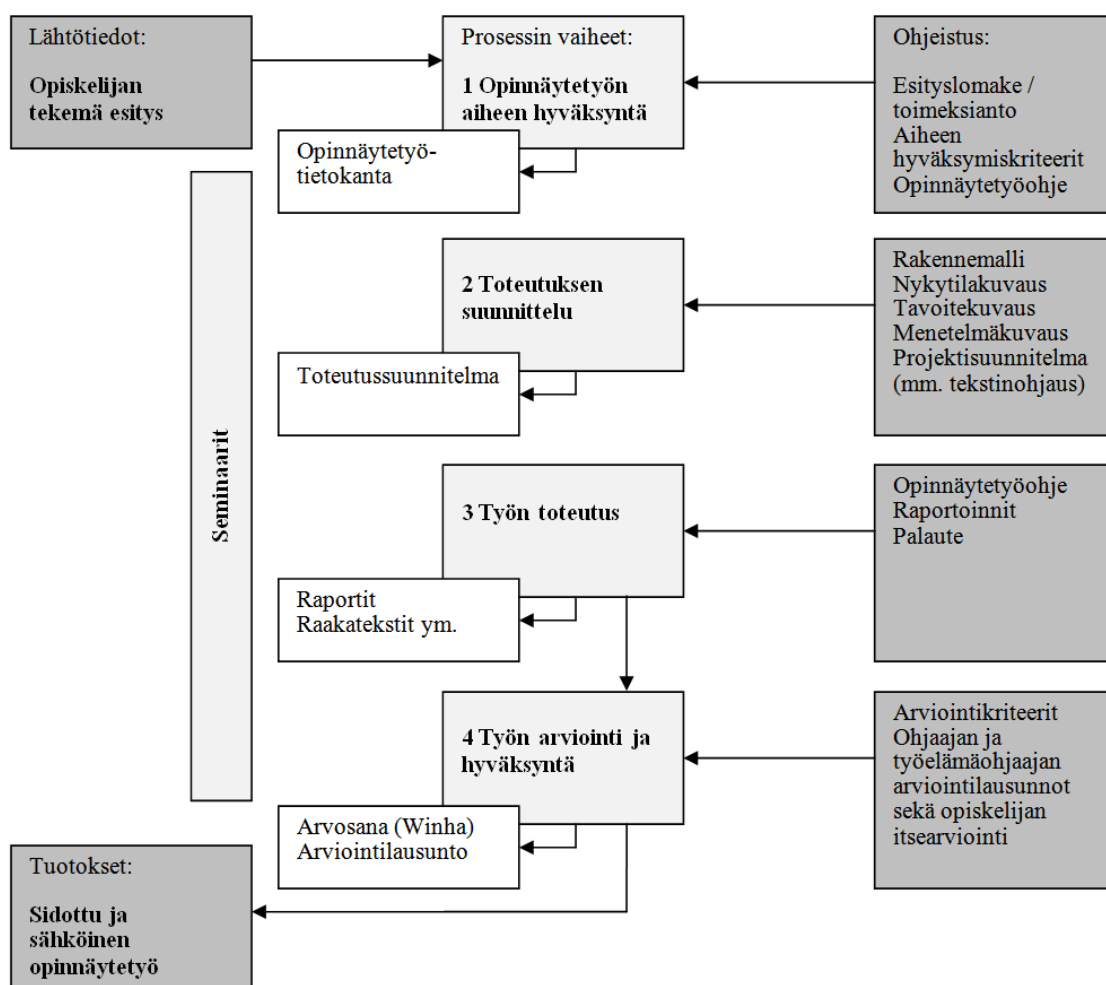 Lähtötiedot:
Opiskelijan
tekemä esitys
Prosessin vaiheet:
1 Opinnäytetyön
aiheen hyväksyntä
Ohjeistus:
Esityslomake /
toimeksianto
Aiheen
hyväksymiskriteerit
Opinnäytetyöohje
Opinnäytetyö-
tietokanta
2 Toteutuksen
suunnittelu
Rakennemalli
Nykytilakuvaus
Tavoitekuvaus
Menetelmäkuvaus
Projektisuunnitelma
(mm. tekstinohjaus)
Toteutussuunnitelma
Seminaarit
3 Työn toteutus
Opinnäytetyöohje
Raportoinnit
Palaute
Raportit
Raakatekstit ym.
4 Työn arviointi ja
hyväksyntä
Arviointikriteerit
Ohjaajan ja
työelämäohjaajan
arviointilausunnot
sekä opiskelijan
itsearviointi
Arvosana (Winha)
Arviointilausunto
Tuotokset:
Sidottu ja
sähköinen
opinnäytetyö